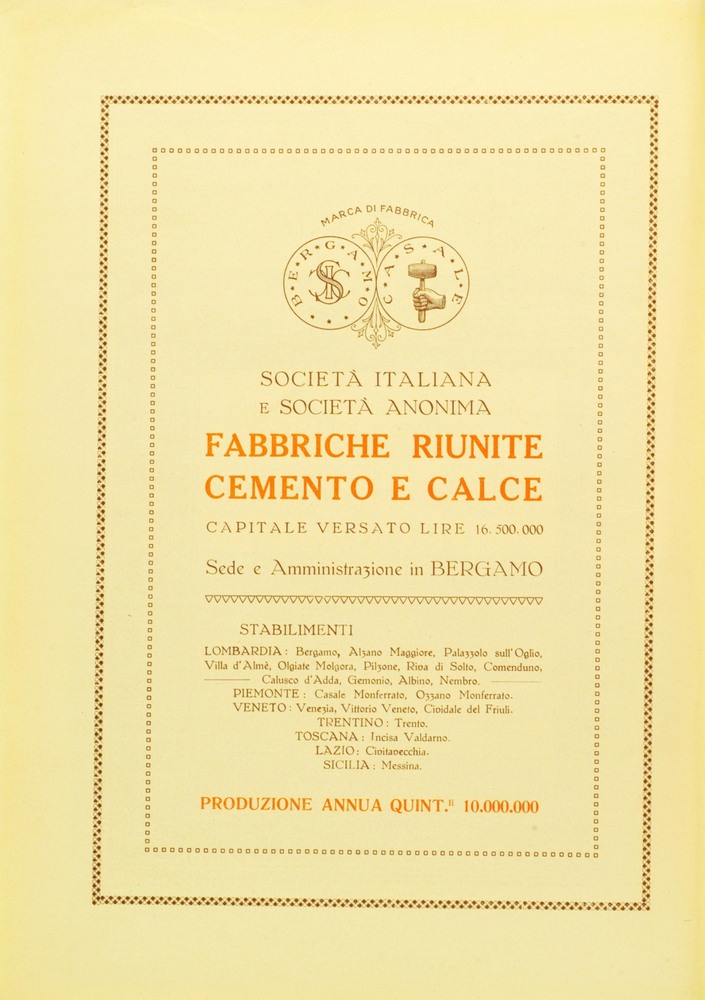 MARCA DI FABBRICA
BERGAMO
SIC
CASALE
SOCIETÀ ITALIANA
E SOCIETÀ ANONIMA
FABBRICHE RIUNITE
CEMENTO E CALCE
CAPITALE VERSATO LIRE 16.500.000
Sede e Amministrazione in BERGAMO
STABILIMENTI
LOMBARDIA: Bergamo, Alzano Maggiore, Palazzolo sull'Oglio,
Villa d'Almè, Olgiate Molgora, Pilzone, Riva di Solto, Comenduno,
Calusco d'Adda, Gemonio, Albino, Nembro.
PIEMONTE: Casale Monferrato, Ozzano Monferrato.
VENETO: Venezia, Vittorio Veneto, Cividale del Friuli.
TRENTINO: Trento.
TOSCANA: Incisa Valdarno.
LAZIO: Civitavecchia.
SICILIA: Messina.
PRODUZIONE ANNUA QUINT.li 10.000.000